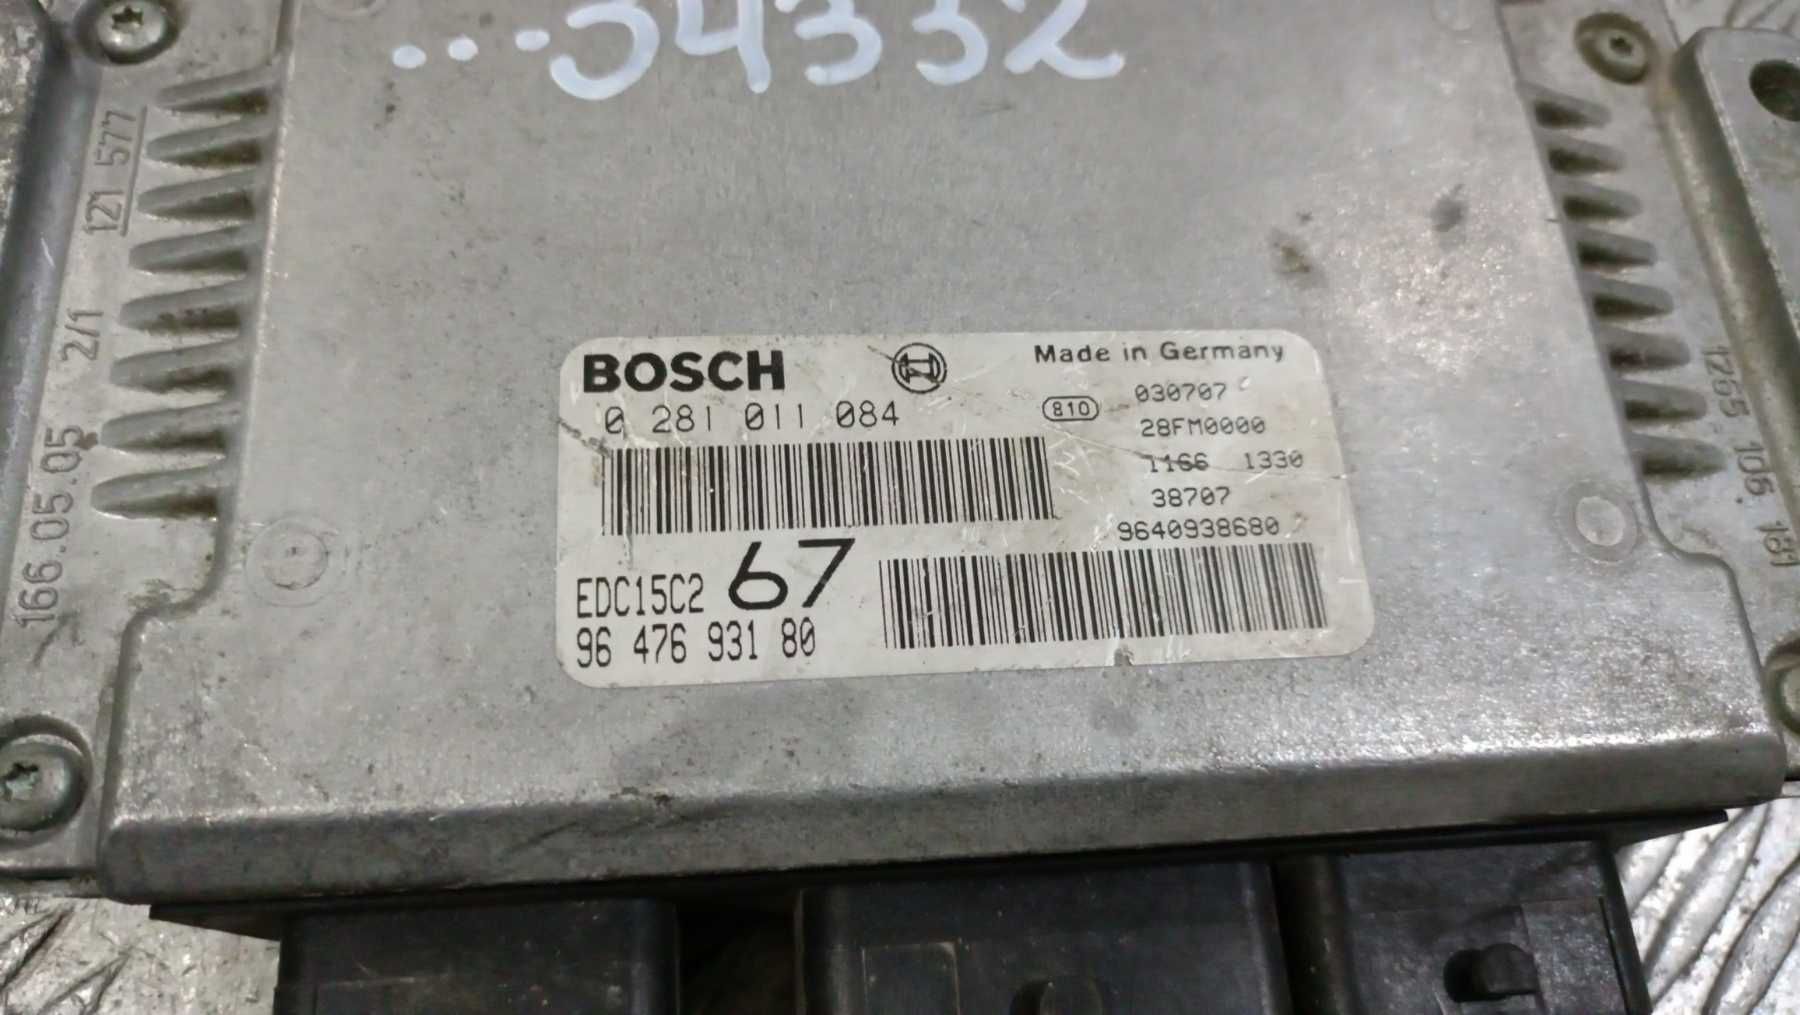 ...34332
121 577
2/1
166.05.05
BOSCH
Made in Germany
0 281 011 084
810
030707
28FM0000
1166 1330
38707
9640938680
EDC15C2 67
96 476 931 80
1265 106 181